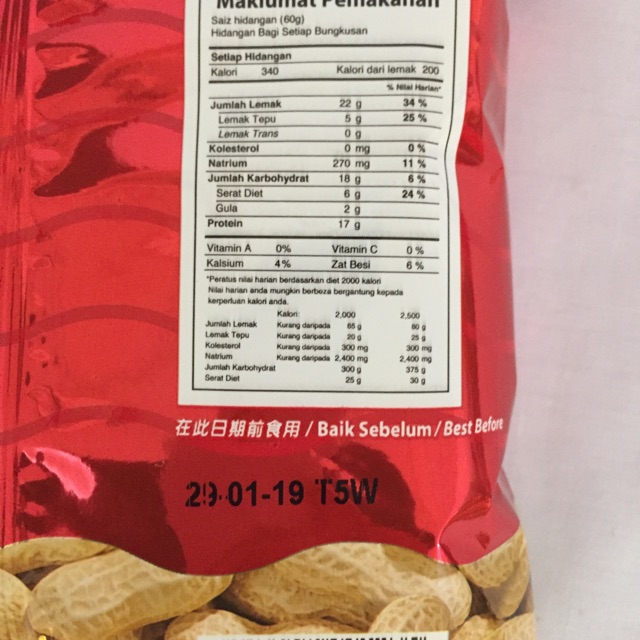 Maklumat Pemakanan
Saiz hidangan (60g)
Hidangan Bagi Setiap Bungkusan
Setiap Hidangan
Kalori 340 Kalori dari lemak 200
% Nilai Harian*
Jumlah Lemak 22 g 34 %
Lemak Tepu 5 g 25 %
Lemak Trans 0 g
Kolesterol 0 mg 0 %
Natrium 270 mg 11 %
Jumlah Karbohydrat 18 g 6 %
Serat Diet 6 g 24 %
Gula 2 g
Protein 17 g
Vitamin A 0% Vitamin C 0 %
Kalsium 4% Zat Besi 6 %
*Peratus nilai harian berdasarkan diet 2000 kalori
Nilai harian anda mungkin berbeza bergantung kepada
kerperluan kalori anda.
Kalori: 2,000 2,500
Jumlah Lemak Kurang daripada 65 g 80 g
Lemak Tepu Kurang daripada 20 g 25 g
Kolesterol Kurang daripada 300 mg 300 mg
Natrium Kurang daripada 2,400 mg 2,400 mg
Jumlah Karbohydrat 300 g 375 g
Serat Diet 25 g 30 g
在此日期前食用 / Baik Sebelum / Best Before
29-01-19 T5W